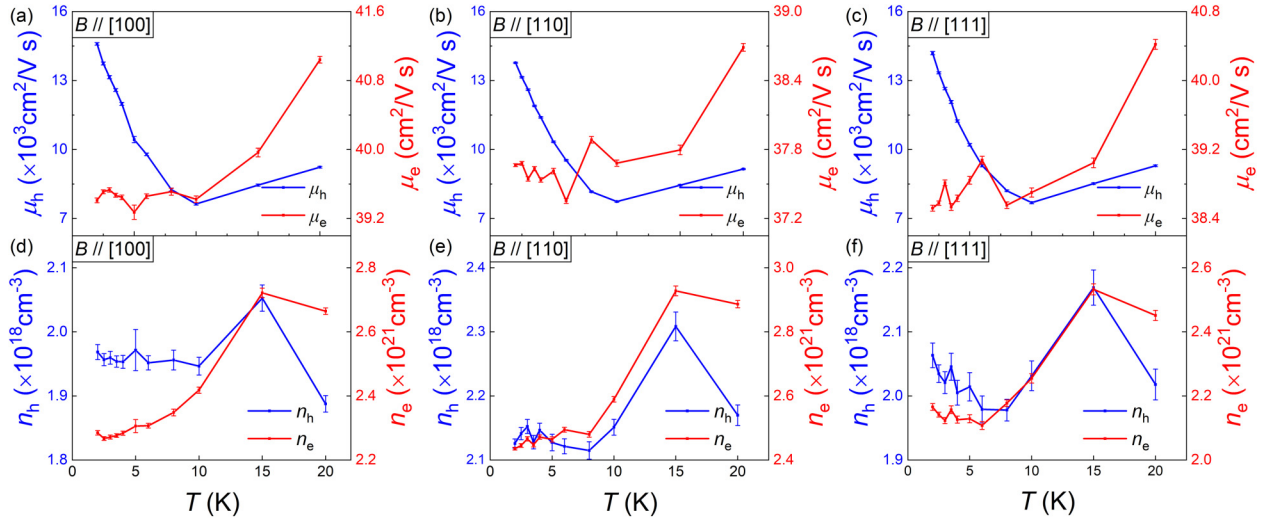 (a) B // [100]
16
13
10
7
μh (×10³cm²/V s)
41.6
40.8
40.0
39.2
μe (cm²/V s)
μh
μe
(b) B // [110]
16
13
10
7
μh (×10³cm²/V s)
39.0
38.4
37.8
37.2
μe (cm²/V s)
μh
μe
(c) B // [111]
16
13
10
7
μh (×10³cm²/V s)
40.8
40.0
39.2
38.4
μe (cm²/V s)
μh
μe
(d) B // [100]
2.1
2.0
1.9
1.8
nh (×10¹⁸cm⁻³)
2.8
2.6
2.4
2.2
ne (×10²¹cm⁻³)
nh
ne
0 5 10 15 20
T (K)
(e) B // [110]
2.4
2.3
2.2
2.1
nh (×10¹⁸cm⁻³)
3.0
2.8
2.6
2.4
ne (×10²¹cm⁻³)
nh
ne
0 5 10 15 20
T (K)
(f) B // [111]
2.2
2.1
2.0
1.9
nh (×10¹⁸cm⁻³)
2.6
2.4
2.2
2.0
ne (×10²¹cm⁻³)
nh
ne
0 5 10 15 20
T (K)